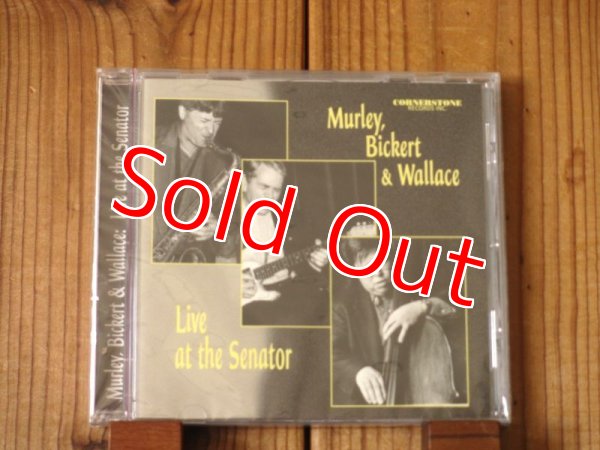 CORNERSTONE
RECORDS INC.
Murley,
Bickert
& Wallace
Sold Out
Live
at the Senator
Murley, Bickert & Wallace: Live at the Senator